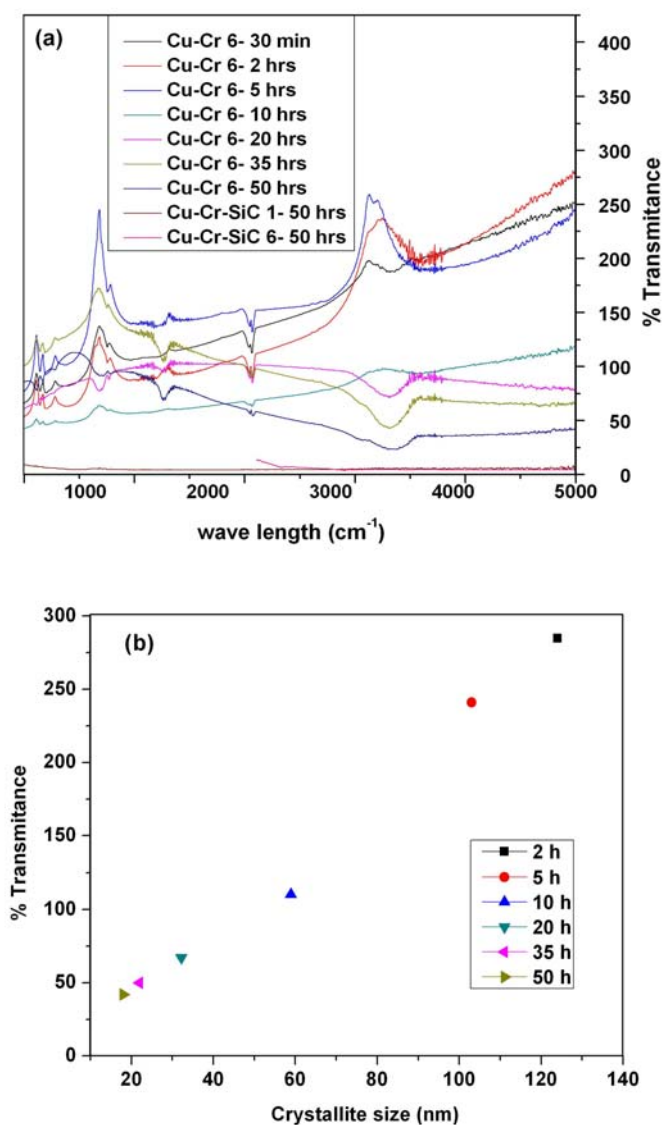 (a)
Cu-Cr 6- 30 min
Cu-Cr 6- 2 hrs
Cu-Cr 6- 5 hrs
Cu-Cr 6- 10 hrs
Cu-Cr 6- 20 hrs
Cu-Cr 6- 35 hrs
Cu-Cr 6- 50 hrs
Cu-Cr-SiC 1- 50 hrs
Cu-Cr-SiC 6- 50 hrs
400
350
300
250
200
150
100
50
0
% Transmitance
1000 2000 3000 4000 5000
wave length (cm⁻¹)
(b)
300
250
200
150
100
50
0
% Transmitance
2 h
5 h
10 h
20 h
35 h
50 h
20 40 60 80 100 120 140
Crystallite size (nm)